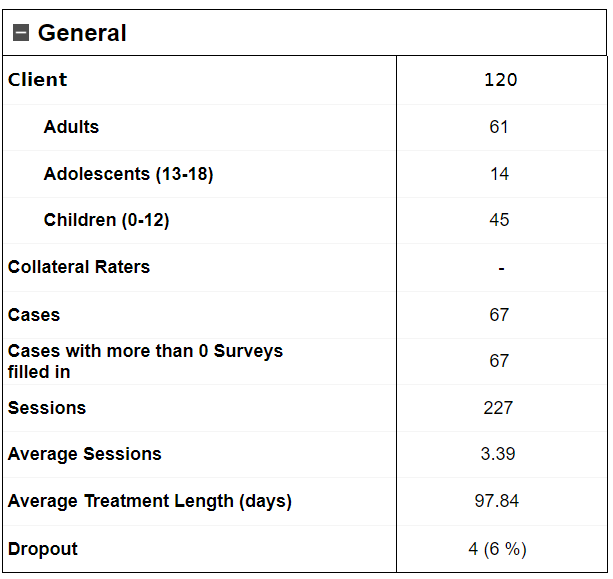 General
Client 120
Adults 61
Adolescents (13-18) 14
Children (0-12) 45
Collateral Raters -
Cases 67
Cases with more than 0 Surveys
filled in 67
Sessions 227
Average Sessions 3.39
Average Treatment Length (days) 97.84
Dropout 4 (6 %)